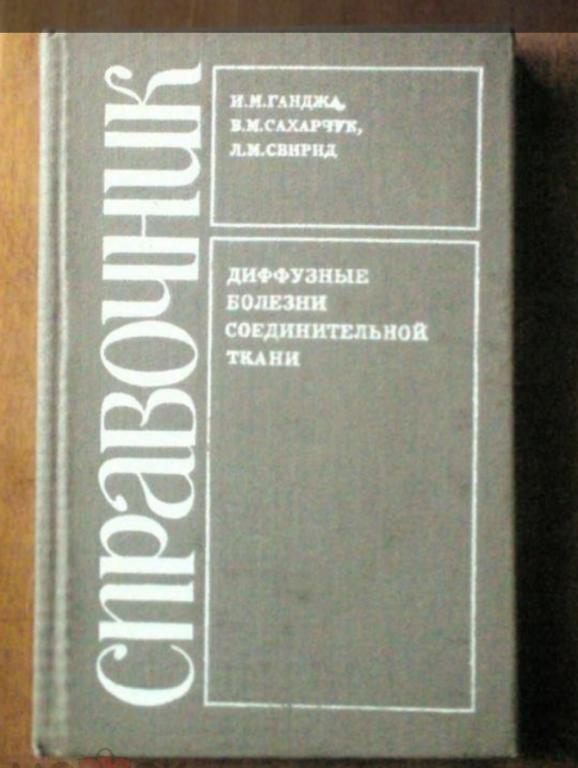 СПРАВОЧНИК
И.М.ГАНДЖА,
В.М.САХАРЧУК,
Л.М.СВИРИД
ДИФФУЗНЫЕ
БОЛЕЗНИ
СОЕДИНИТЕЛЬНОЙ
ТКАНИ